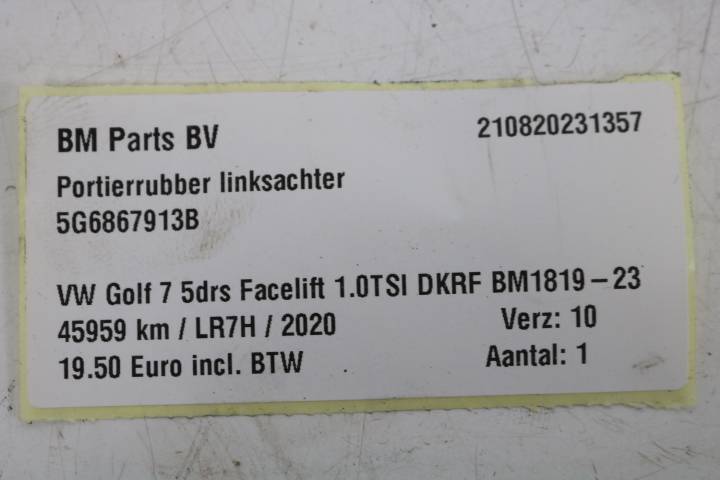 BM Parts BV 210820231357
Portierrubber linksachter
5G6867913B
VW Golf 7 5drs Facelift 1.0TSI DKRF BM1819-23
45959 km / LR7H / 2020 Verz: 10
19.50 Euro incl. BTW Aantal: 1